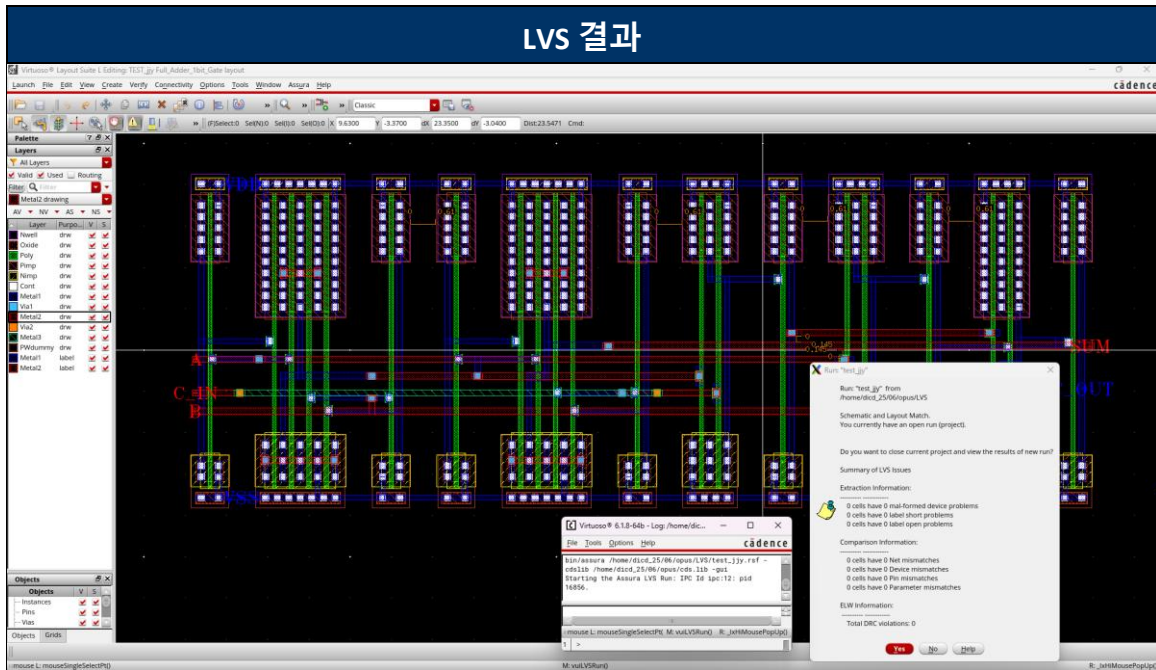 LVS 결과
Virtuoso® Layout Suite L Editing: TEST_jjy Full_Adder_1bit_Gate layout
Launch File Edit View Create Verify Connectivity Options Tools Window Assura Help
cādence
Classic
(F)Select:0 Sel(N):0 Sel(I):0 Sel(O):0 X 9.6300 Y -3.3700 dX 23.3500 dY -3.0400 Dist:23.5471 Cmd:
Palette
Layers
All Layers
Valid Used Routing
Filter
Metal2 drawing
AV NV AS NS
Layer Purpo... V S
Nwell drw
Oxide drw
Poly drw
Pimp drw
Nimp drw
Cont drw
Metal1 drw
Via1 drw
Metal2 drw
Via2 drw
Metal3 drw
PWdummy drw
Metal1 label
Metal2 label
Objects
Objects V S
Instances
Pins
Vias
Objects Grids
VDD
A
C_IN
B
VSS
SUM
OUT
Run: "test_jjy"
Run: "test_jjy" from
/home/dicd_25/06/opus/LVS
Schematic and Layout Match.
You currently have an open run (project).
Do you want to close current project and view the results of new run?
Summary of LVS Issues
Extraction Information:
0 cells have 0 mal-formed device problems
0 cells have 0 label short problems
0 cells have 0 label open problems
Comparison Information:
0 cells have 0 Net mismatches
0 cells have 0 Device mismatches
0 cells have 0 Pin mismatches
0 cells have 0 Parameter mismatches
ELW Information:
Total DRC violations: 0
Yes No Help
Virtuoso® 6.1.8-64b - Log: /home/dic...
File Tools Options Help cādence
bin/assura /home/dicd_25/06/opus/LVS/test_jjy.rsf -
cdslib /home/dicd_25/06/opus/cds.lib -gui
Starting the Assura LVS Run: IPC Id ipc:12: pid
16856.
mouse L: mouseSingleSelectPt( M: vuiLVSRun() R: _lxHiMousePopUp()
1 >
mouse L: mouseSingleSelectPt() M: vuiLVSRun() R: _lxHiMousePopUp()